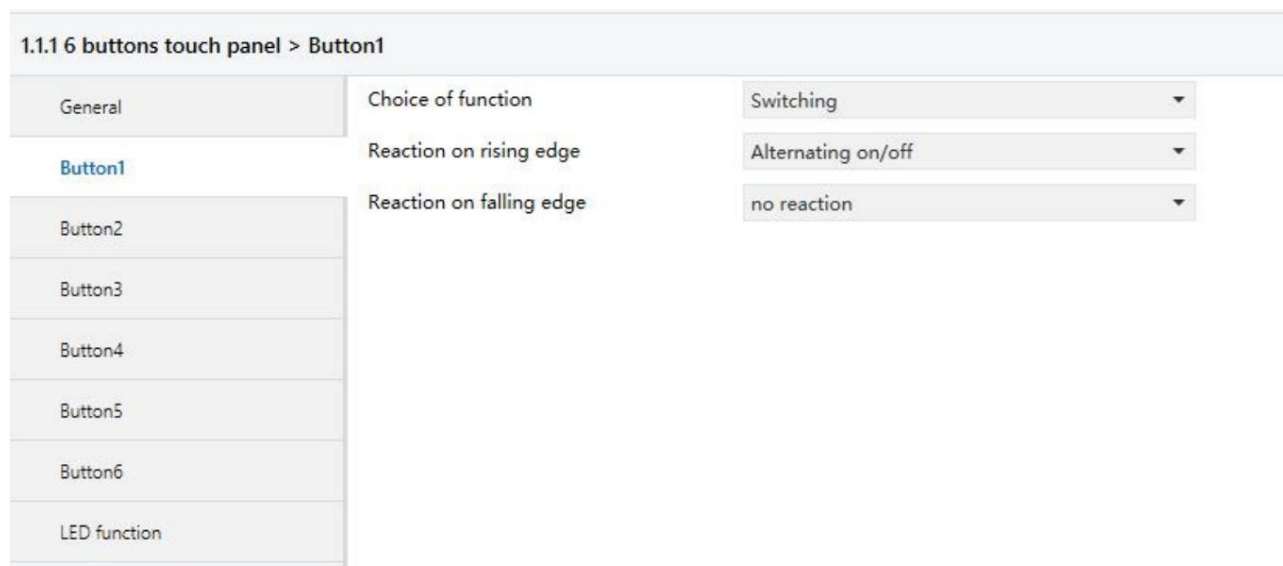 1.1.1 6 buttons touch panel > Button1
General
Choice of function
Switching
Button1
Reaction on rising edge
Alternating on/off
Reaction on falling edge
no reaction
Button2
Button3
Button4
Button5
Button6
LED function